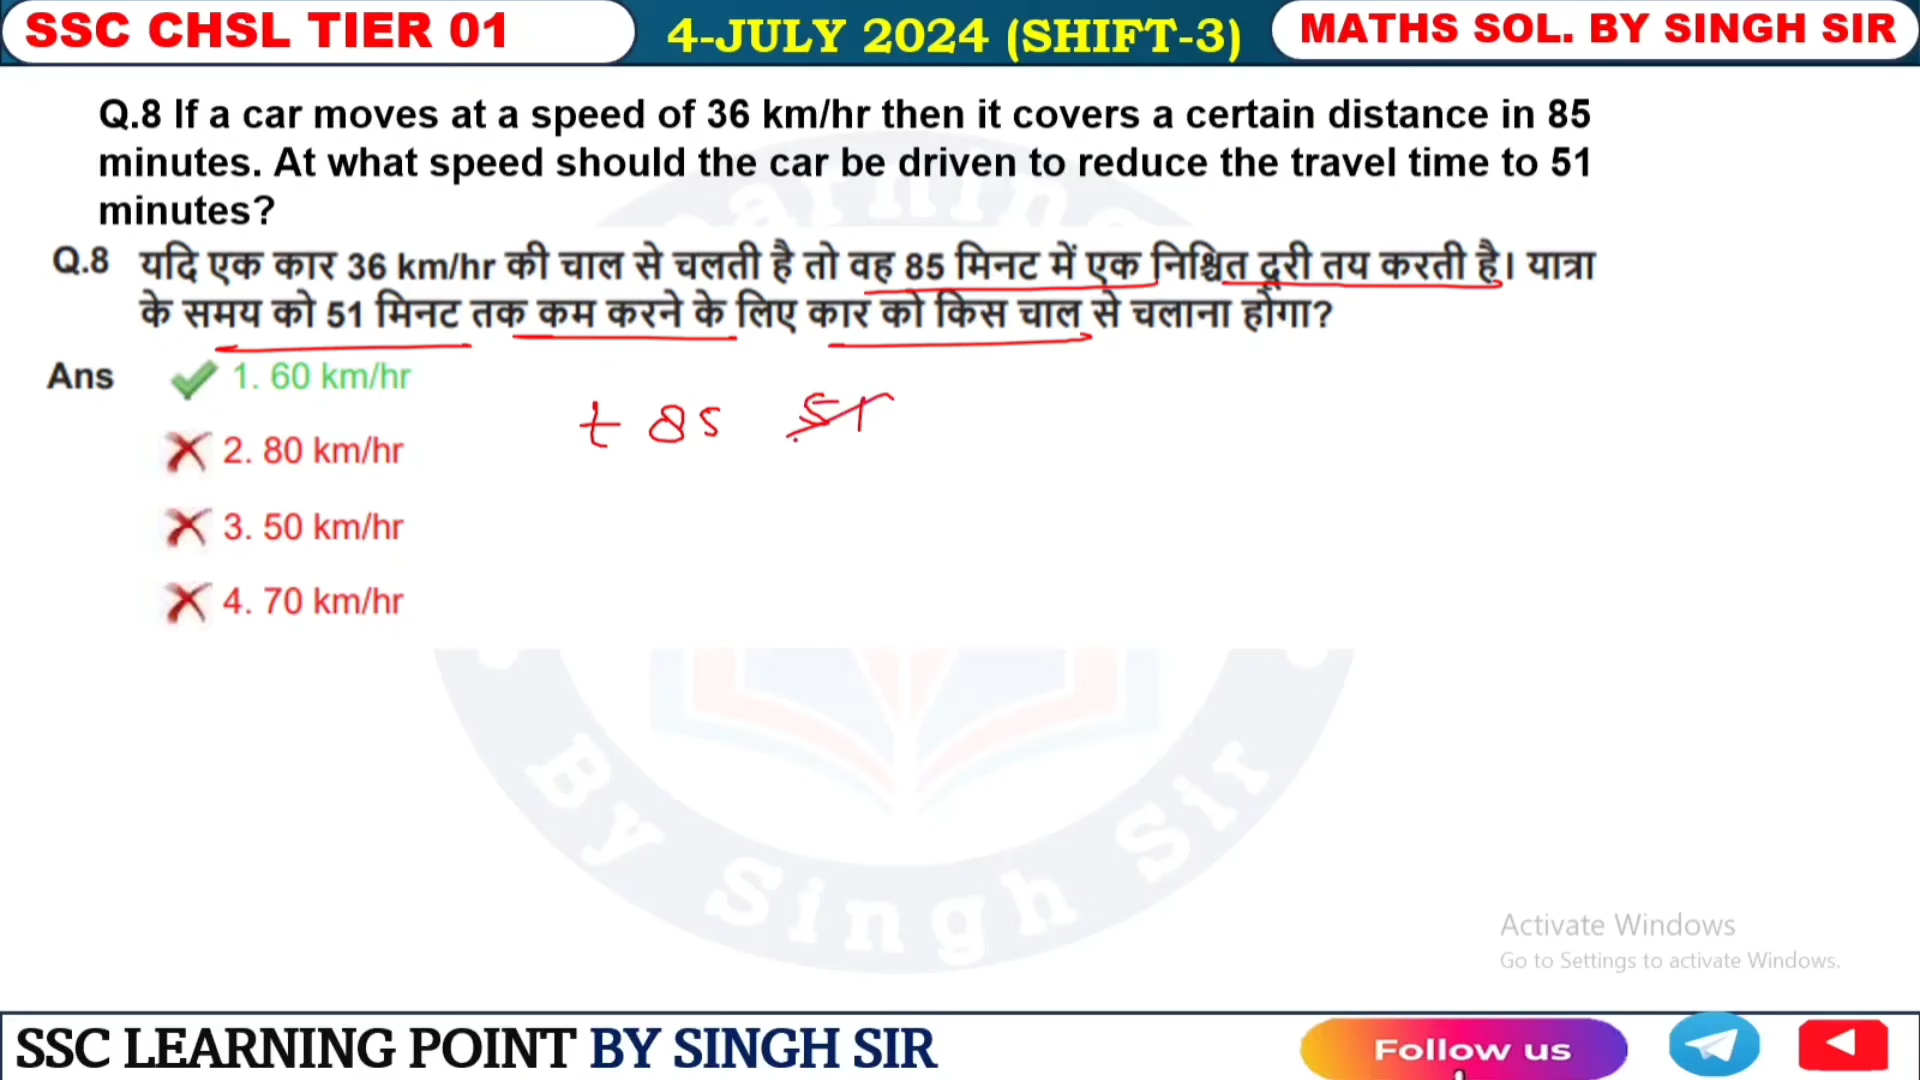 SSC CHSL TIER 01
4-JULY 2024 (SHIFT-3)
MATHS SOL. BY SINGH SIR
Q.8 If a car moves at a speed of 36 km/hr then it covers a certain distance in 85
minutes. At what speed should the car be driven to reduce the travel time to 51
minutes?
Q.8 यदि एक कार 36 km/hr की चाल से चलती है तो वह 85 मिनट में एक निश्चित दूरी तय करती है। यात्रा
के समय को 51 मिनट तक कम करने के लिए कार को किस चाल से चलाना होगा?
Ans 1. 60 km/hr
t 85 51
2. 80 km/hr
3. 50 km/hr
4. 70 km/hr
By Singh Sir
Activate Windows
Go to Settings to activate Windows.
SSC LEARNING POINT BY SINGH SIR
Follow us